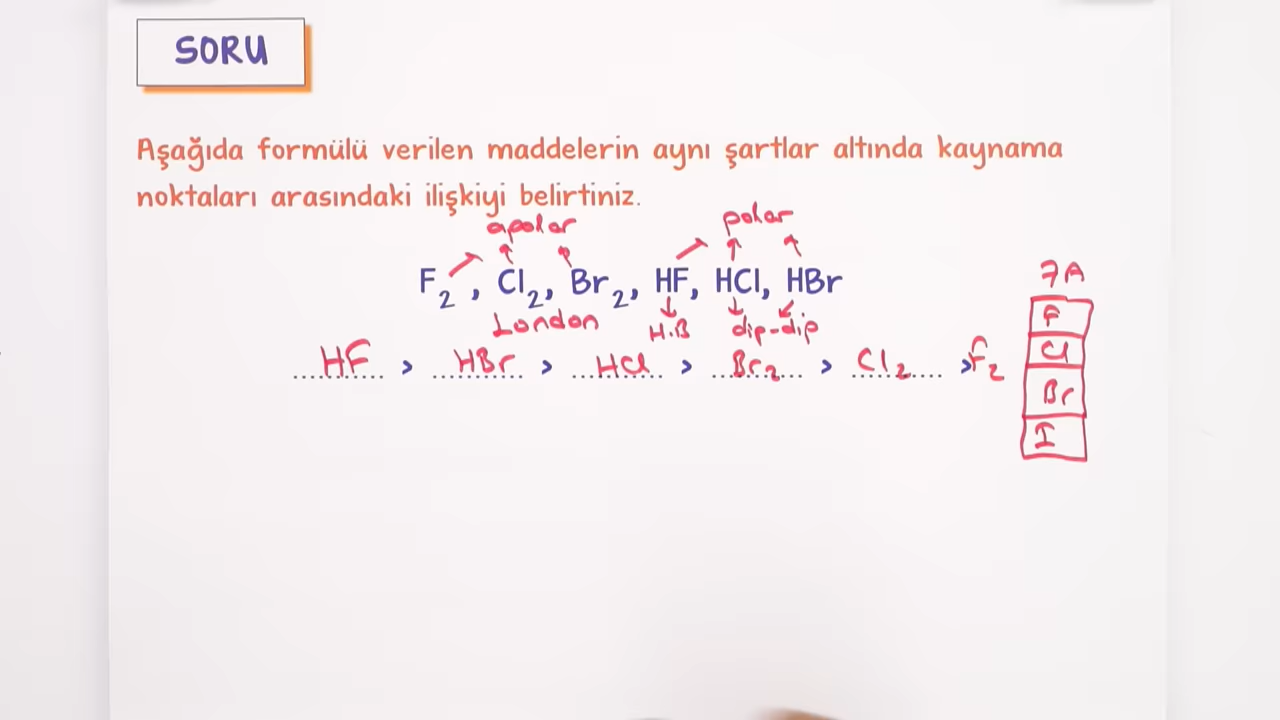 SORU
Aşağıda formülü verilen maddelerin aynı şartlar altında kaynama
noktaları arasındaki ilişkiyi belirtiniz.
apolar polar
F₂, Cl₂, Br₂, HF, HCl, HBr
London H.B dip-dip
HF > HBr > HCl > Br₂ > Cl₂ > F₂
7A
F
Cl
Br
I